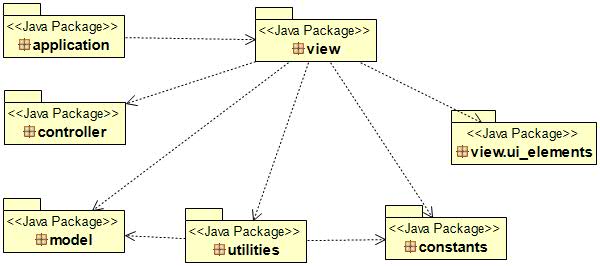 <<Java Package>>
application
<<Java Package>>
view
<<Java Package>>
controller
<<Java Package>>
view.ui_elements
<<Java Package>>
model
<<Java Package>>
utilities
<<Java Package>>
constants